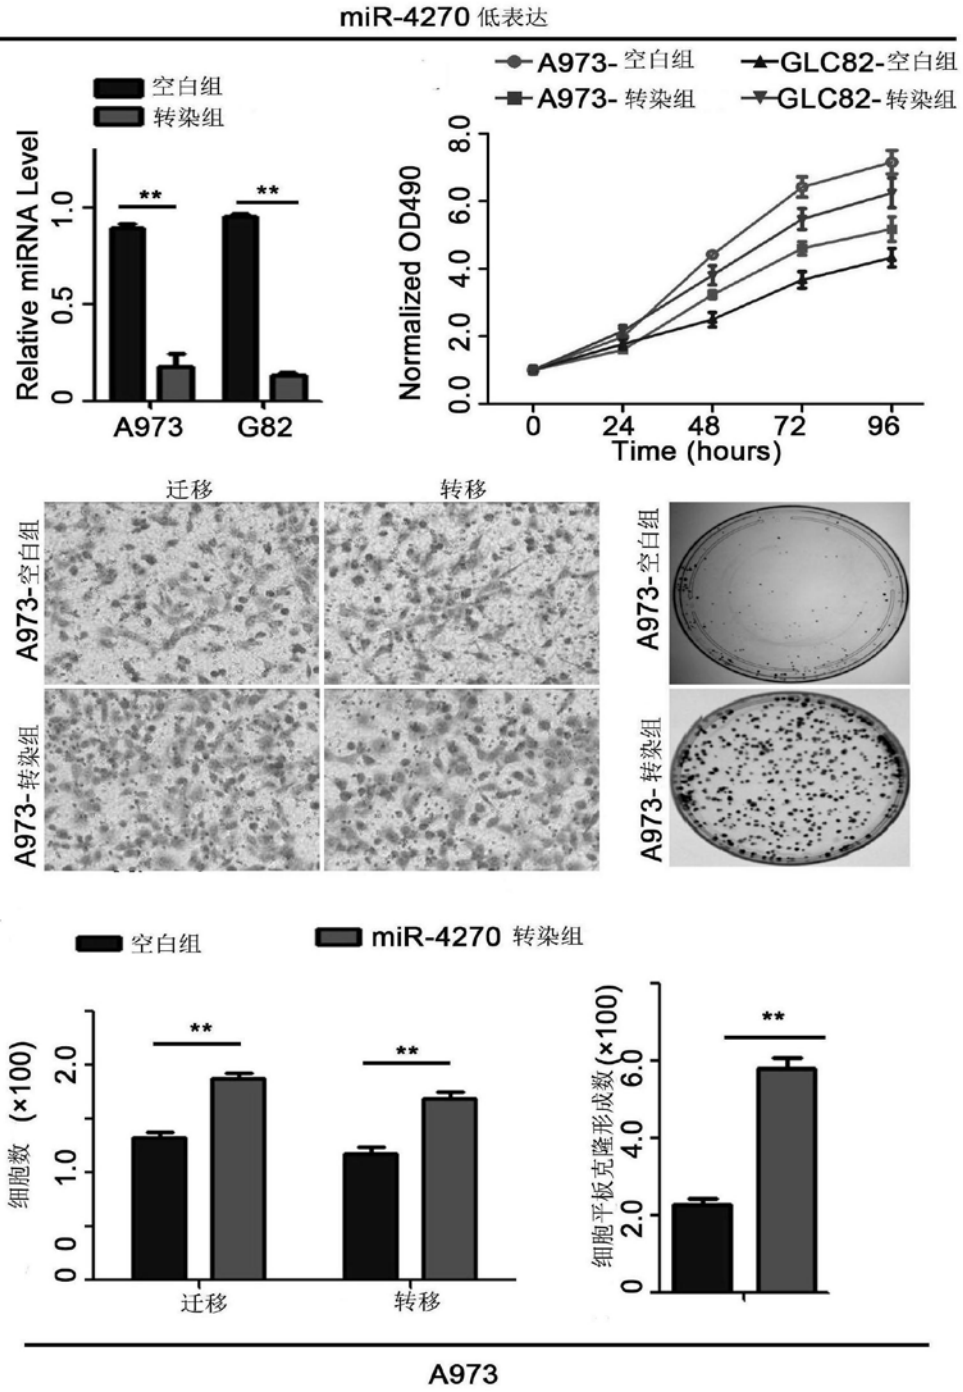 miR-4270 低表达
空白组
转染组
**
**
Relative miRNA Level
1.0
0.5
0
A973
G82
A973- 空白组
GLC82-空白组
A973- 转染组
GLC82-转染组
Normalized OD490
8.0
6.0
4.0
2.0
0.0
0
24
48
72
96
Time (hours)
迁移
转移
A973-空白组
A973-转染组
A973-空白组
A973- 转染组
空白组
miR-4270 转染组
细胞数 (×100)
2.0
1.0
0
0
**
**
迁移
转移
细胞平板克隆形成数(×100)
6.0
4.0
2.0
0
**
A973